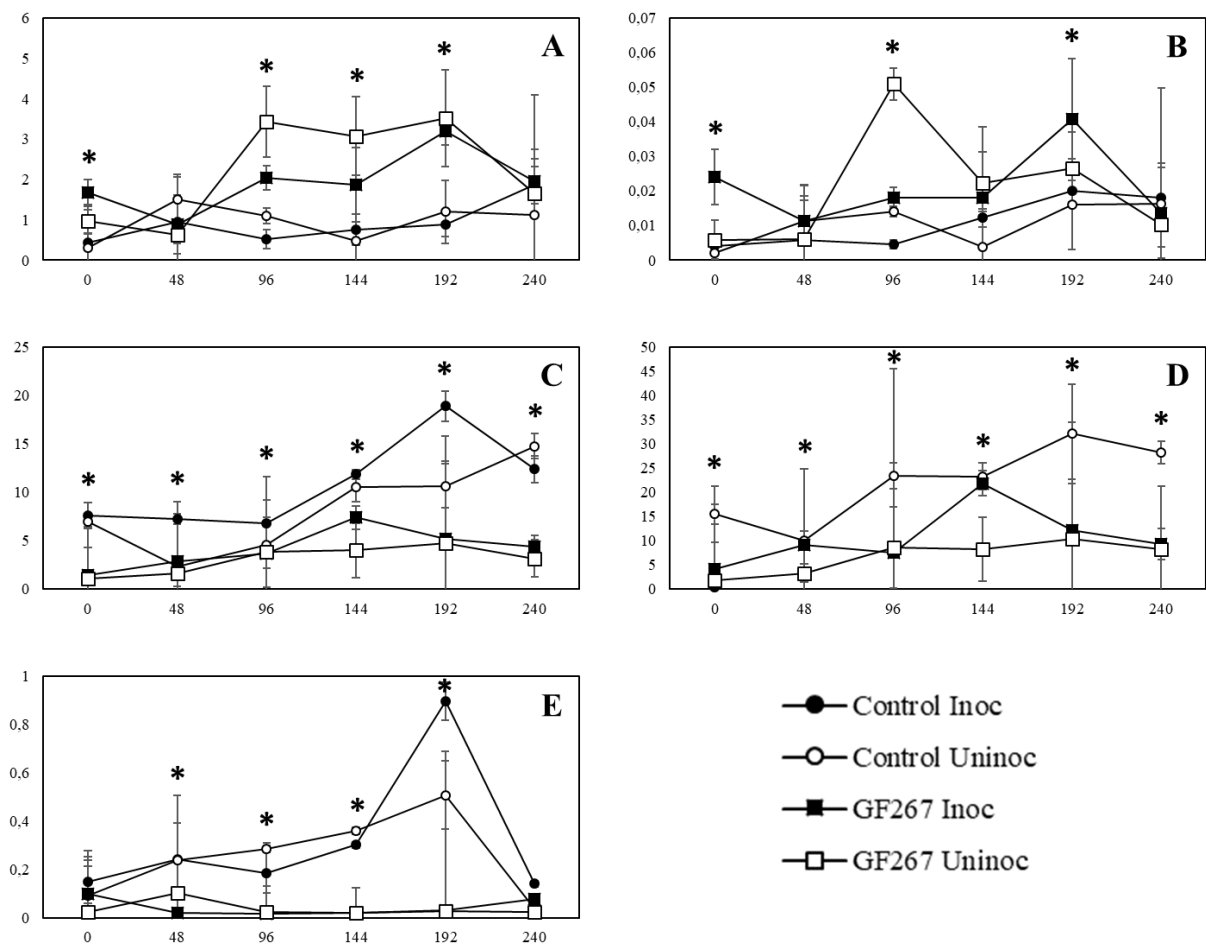 6
5
4
3
2
1
0
0 48 96 144 192 240
A
* * * *
0,07
0,06
0,05
0,04
0,03
0,02
0,01
0
0 48 96 144 192 240
B
* * *
25
20
15
10
5
0
0 48 96 144 192 240
C
* * * * * *
50
45
40
35
30
25
20
15
10
5
0
0 48 96 144 192 240
D
* * * * * *
1
0,8
0,6
0,4
0,2
0
0 48 96 144 192 240
E
* * * *
Control Inoc
Control Uninoc
GF267 Inoc
GF267 Uninoc